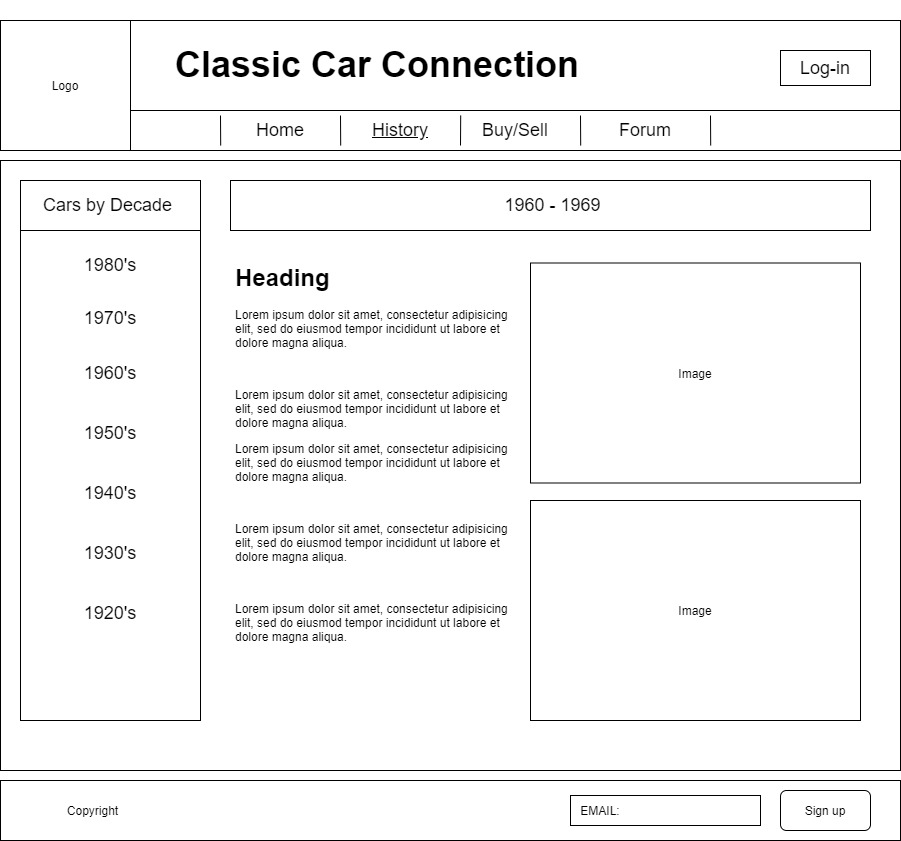 Logo
Classic Car Connection
Log-in
Home
History
Buy/Sell
Forum
Cars by Decade
1980's
1970's
1960's
1950's
1940's
1930's
1920's
1960 - 1969
Heading
Lorem ipsum dolor sit amet, consectetur adipisicing
elit, sed do eiusmod tempor incididunt ut labore et
dolore magna aliqua.
Lorem ipsum dolor sit amet, consectetur adipisicing
elit, sed do eiusmod tempor incididunt ut labore et
dolore magna aliqua.
Lorem ipsum dolor sit amet, consectetur adipisicing
elit, sed do eiusmod tempor incididunt ut labore et
dolore magna aliqua.
Lorem ipsum dolor sit amet, consectetur adipisicing
elit, sed do eiusmod tempor incididunt ut labore et
dolore magna aliqua.
Lorem ipsum dolor sit amet, consectetur adipisicing
elit, sed do eiusmod tempor incididunt ut labore et
dolore magna aliqua.
Image
Image
Copyright
EMAIL:
Sign up